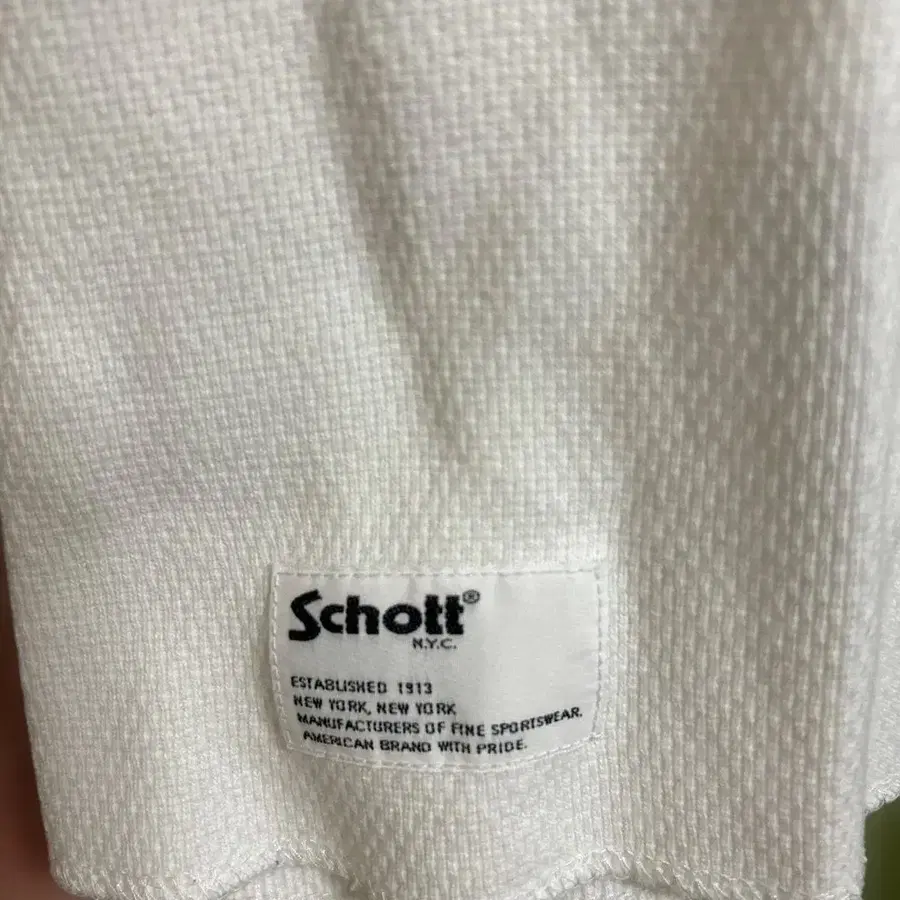 Schott®
N.Y.C.
ESTABLISHED 1913
NEW YORK, NEW YORK
MANUFACTURERS OF FINE SPORTSWEAR.
AMERICAN BRAND WITH PRIDE.